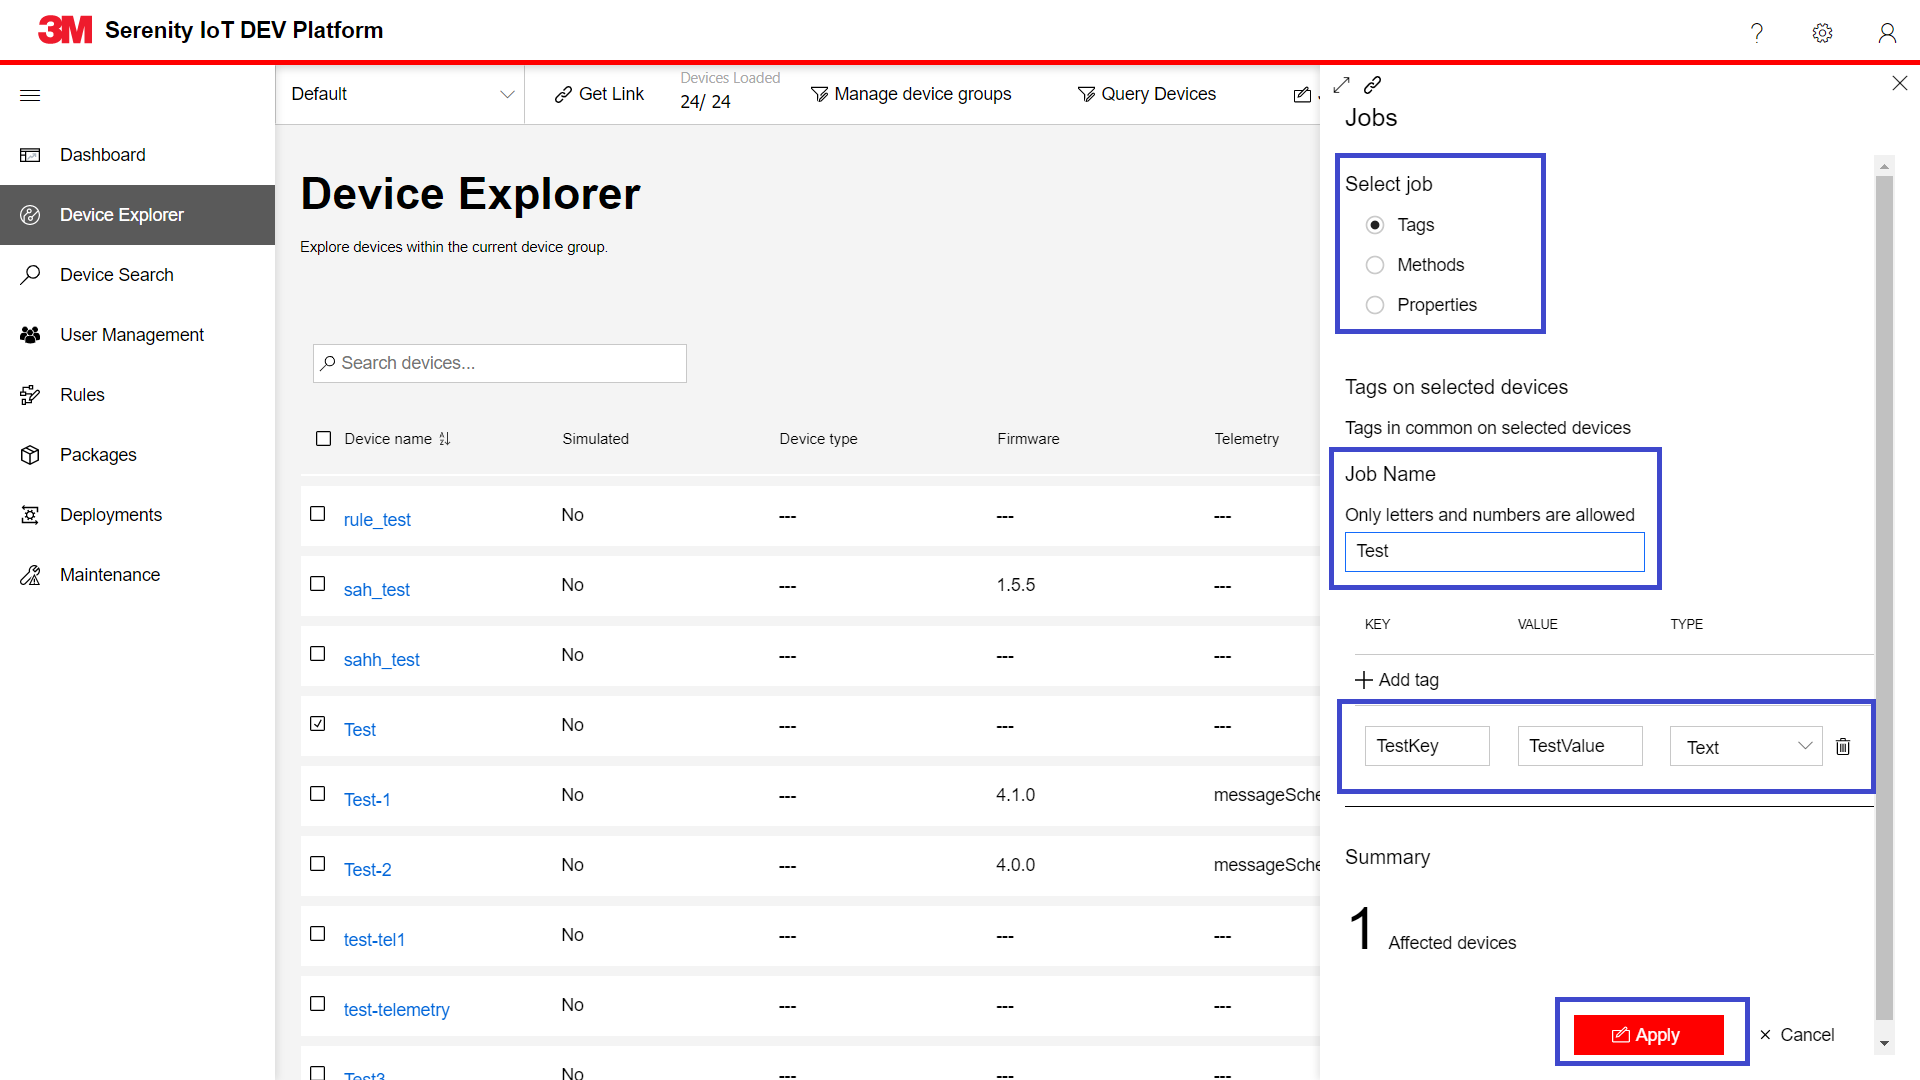 3M Serenity IoT DEV Platform
?
Default
Get Link
Devices Loaded
24/ 24
Manage device groups
Query Devices
Dashboard
Device Explorer
Device Search
User Management
Rules
Packages
Deployments
Maintenance
Device Explorer
Explore devices within the current device group.
Search devices...
Device name Simulated Device type Firmware Telemetry
rule_test No --- --- ---
sah_test No --- 1.5.5 ---
sahh_test No --- --- ---
Test No --- --- ---
Test-1 No --- 4.1.0 messageSche
Test-2 No --- 4.0.0 messageSche
test-tel1 No --- --- ---
test-telemetry No --- --- ---
Test3 No --- --- ---
Jobs
Select job
Tags
Methods
Properties
Tags on selected devices
Tags in common on selected devices
Job Name
Only letters and numbers are allowed
Test
KEY VALUE TYPE
Add tag
TestKey TestValue Text
Summary
1 Affected devices
Apply
Cancel